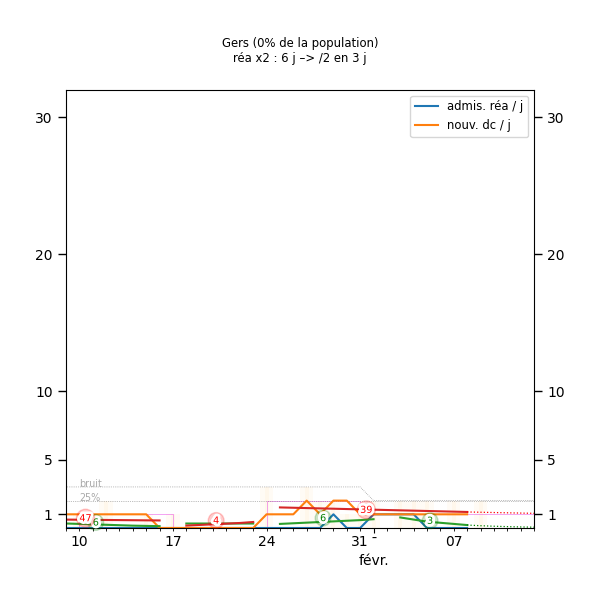 Gers (0% de la population)
réa x2 : 6 j –> /2 en 3 j
admis. réa / j
nouv. dc / j
30 30
20 20
10 10
5 5
bruit
25%
1 47 6 4 6 39 3 1
10 17 24 31 07
févr.